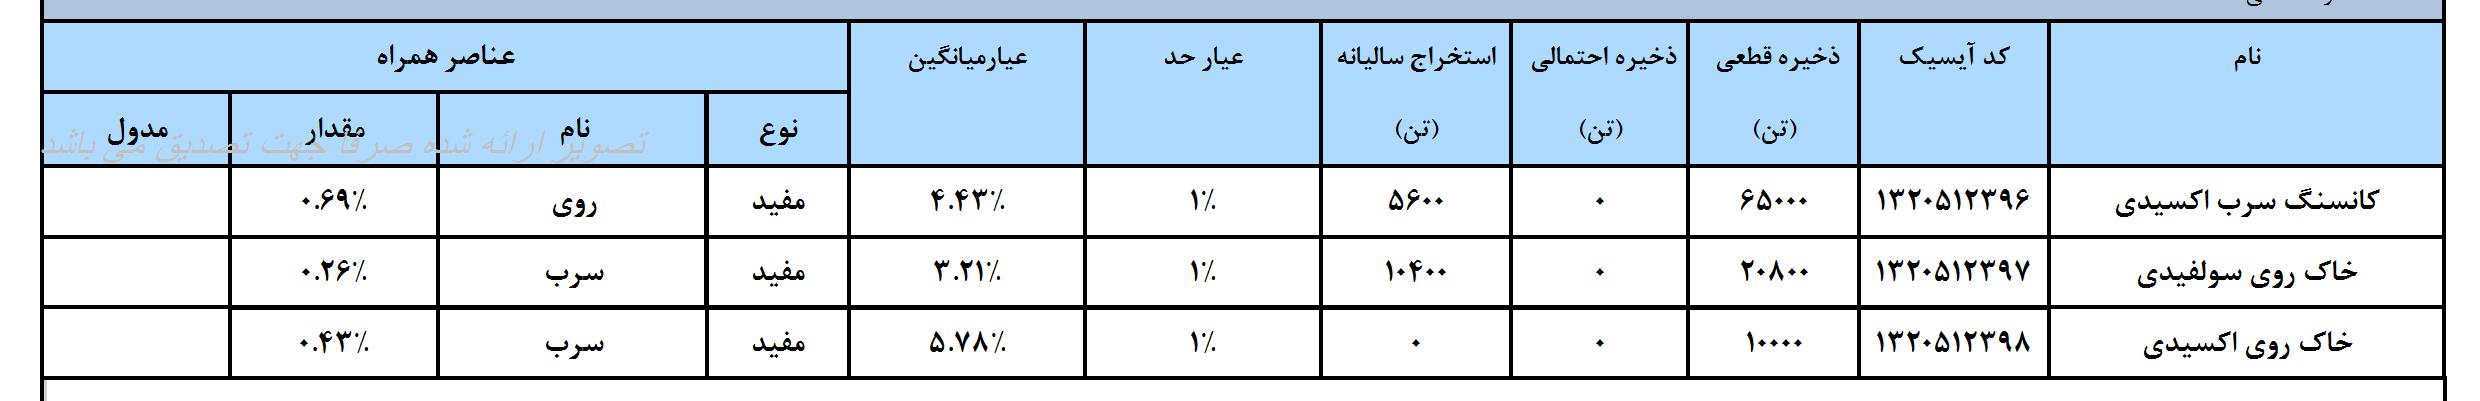 نام کد آیسیک ذخیره قطعی (تن) ذخیره احتمالی (تن) استخراج سالیانه (تن) عیار حد عیارمیانگین عناصر همراه
نوع نام مقدار مدول
تصویر ارائه شده صرفا جهت تصدیق می باشد
کانسنگ سرب اکسیدی ۱۳۲۰۵۱۲۳۹۶ ۶۵۰۰۰ ۰ ۵۶۰۰ ۱% ۴.۴۳% مفید روی ۰.۶۹%
خاک روی سولفیدی ۱۳۲۰۵۱۲۳۹۷ ۲۰۸۰۰ ۰ ۱۰۴۰۰ ۱% ۳.۲۱% مفید سرب ۰.۲۶%
خاک روی اکسیدی ۱۳۲۰۵۱۲۳۹۸ ۱۰۰۰۰ ۰ ۰ ۱% ۵.۷۸% مفید سرب ۰.۴۳%